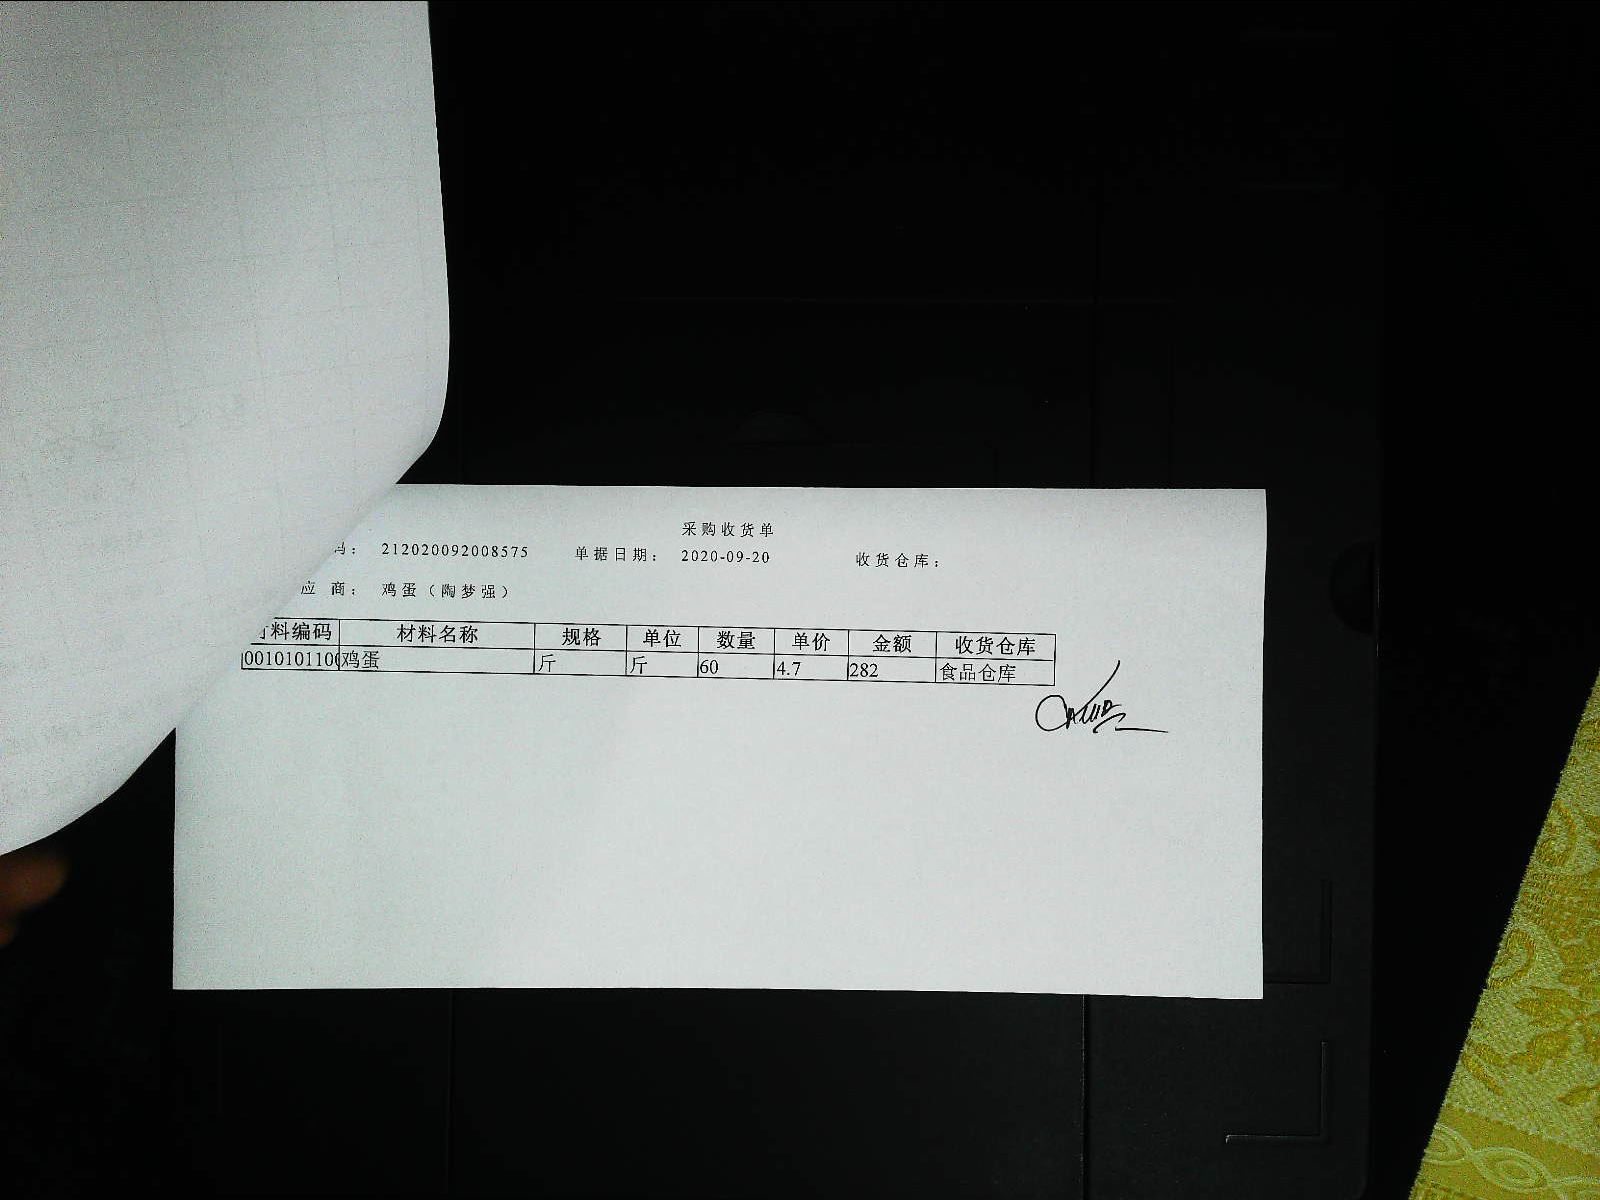 采购收货单
码： 212020092008575 单据日期： 2020-09-20 收货仓库：
应 商： 鸡蛋（陶梦强）
材料编码 材料名称 规格 单位 数量 单价 金额 收货仓库
0010101100 鸡蛋 斤 斤 60 4.7 282 食品仓库